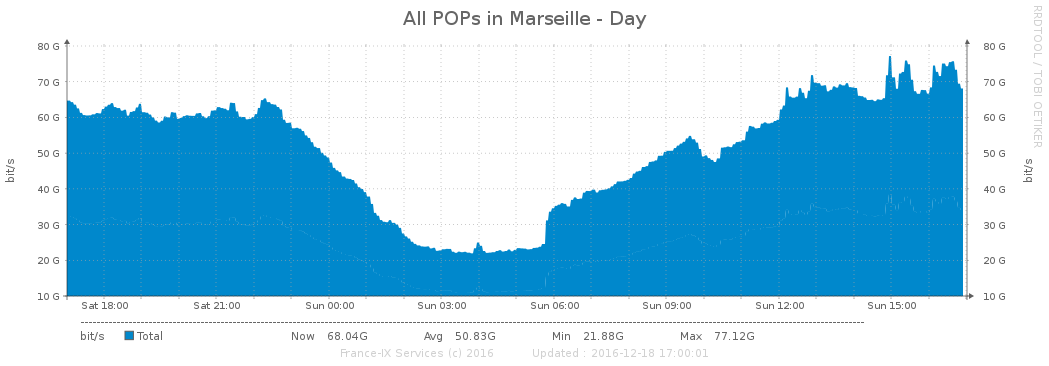 All POPs in Marseille - Day
RRDTOOL / TOBI OETIKER
80 G 80 G
70 G 70 G
60 G 60 G
50 G 50 G
40 G 40 G
30 G 30 G
20 G 20 G
10 G 10 G
bit/s
bit/s
Sat 18:00 Sat 21:00 Sun 00:00 Sun 03:00 Sun 06:00 Sun 09:00 Sun 12:00 Sun 15:00
bit/s Total Now 68.04G Avg 50.83G Min 21.88G Max 77.12G
France-IX Services (c) 2016 Updated : 2016-12-18 17:00:01